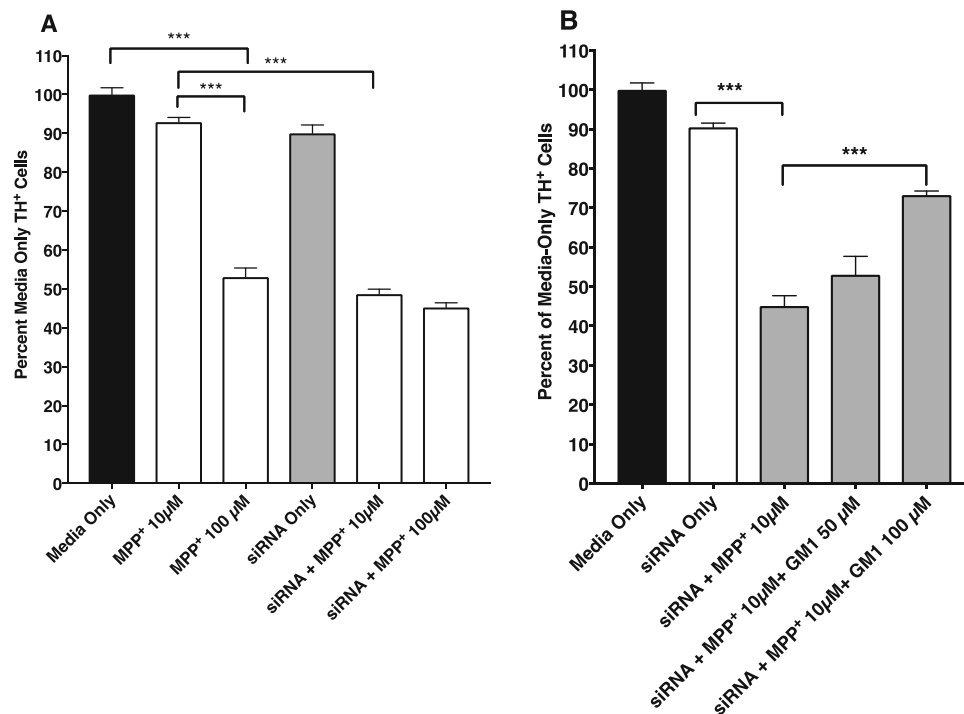 A
Percent Media Only TH⁺ Cells
110
100
90
80
70
60
50
40
30
20
10
0
***
***
***
Media Only
MPP⁺ 10µM
MPP⁺ 100 µM
siRNA Only
siRNA + MPP⁺ 10µM
siRNA + MPP⁺ 100µM
B
Percent of Media-Only TH⁺ Cells
110
100
90
80
70
60
50
40
30
20
10
0
***
***
Media Only
siRNA Only
siRNA + MPP⁺ 10µM
siRNA + MPP⁺ 10µM+ GM1 50 µM
siRNA + MPP⁺ 10µM+ GM1 100 µM